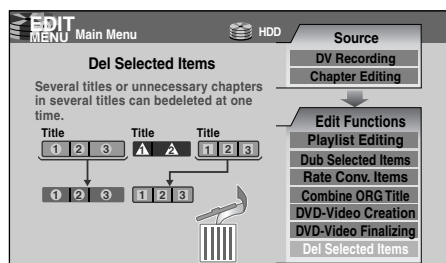 EDIT
MENU Main Menu
HDD
Del Selected Items
Several titles or unnecessary chapters
in several titles can bedeleted at one
time.
Title Title Title
1 2 3 1 2 1 2 3
1 2 3 1 2 3
Source
DV Recording
Chapter Editing
Edit Functions
Playlist Editing
Dub Selected Items
Rate Conv. Items
Combine ORG Title
DVD-Video Creation
DVD-Video Finalizing
Del Selected Items